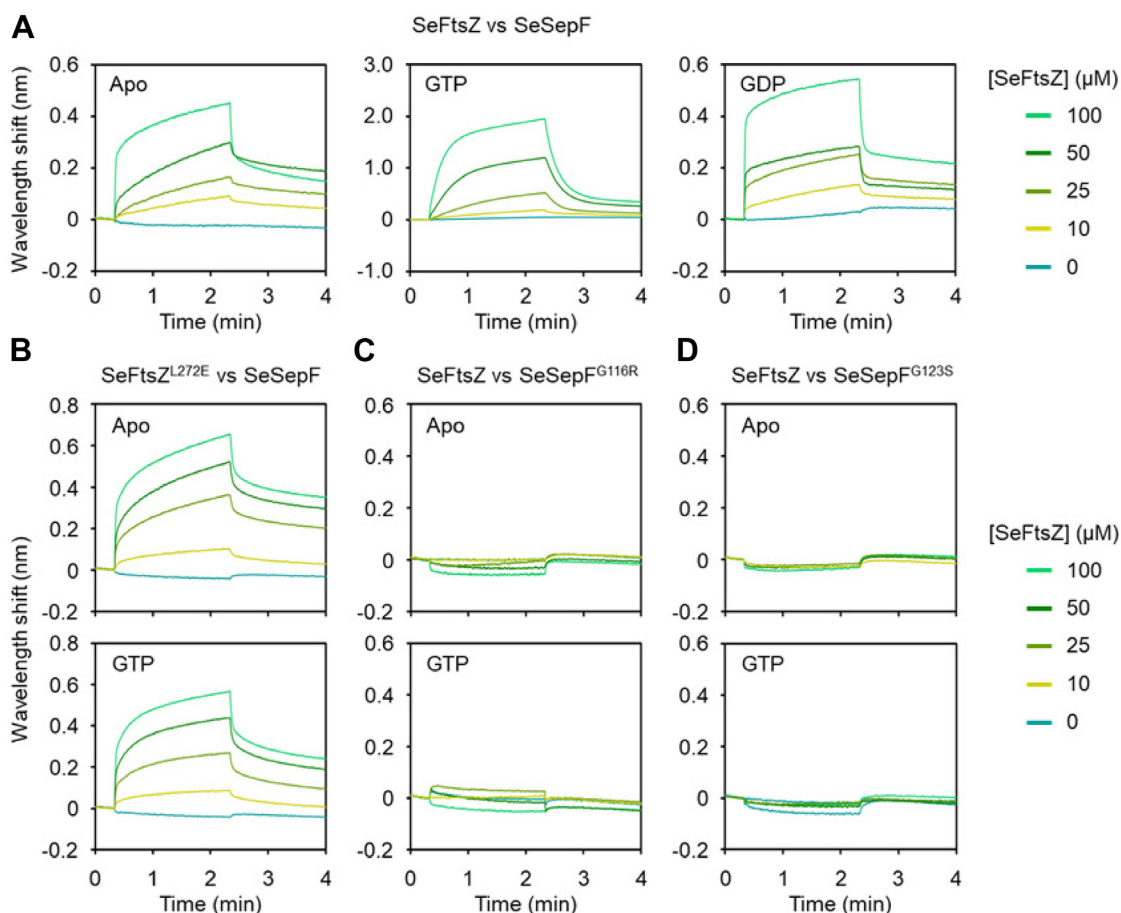 A
SeFtsZ vs SeSepF
Wavelength shift (nm)
0.6
0.4
0.2
0
-0.2
Apo
0 1 2 3 4
Time (min)
3.0
2.0
1.0
0
-1.0
GTP
0 1 2 3 4
Time (min)
0.6
0.4
0.2
0
-0.2
GDP
0 1 2 3 4
Time (min)
[SeFtsZ] (µM)
100
50
25
10
0
B
SeFtsZL272E vs SeSepF
Wavelength shift (nm)
0.8
0.6
0.4
0.2
0
-0.2
Apo
0.8
0.6
0.4
0.2
0
-0.2
GTP
0 1 2 3 4
Time (min)
C
SeFtsZ vs SeSepFG116R
0.6
0.4
0.2
0
-0.2
Apo
0.6
0.4
0.2
0
-0.2
GTP
0 1 2 3 4
Time (min)
D
SeFtsZ vs SeSepFG123S
0.6
0.4
0.2
0
-0.2
Apo
0.6
0.4
0.2
0
-0.2
GTP
0 1 2 3 4
Time (min)
[SeFtsZ] (µM)
100
50
25
10
0